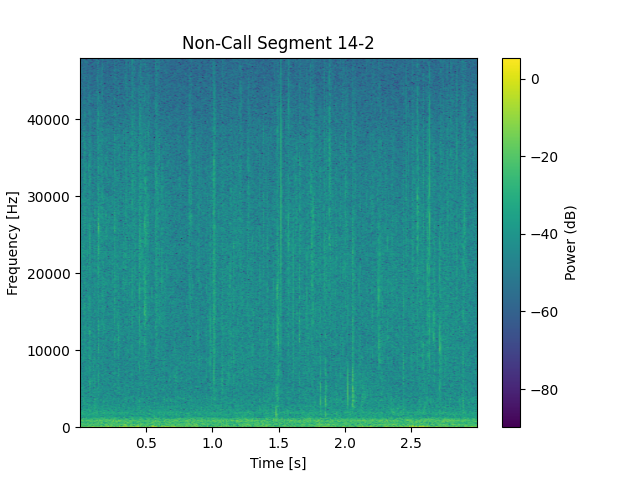 Non-Call Segment 14-2
Frequency [Hz]
40000
30000
20000
10000
0
0.5 1.0 1.5 2.0 2.5
Time [s]
0
−20
−40
−60
−80
Power (dB)